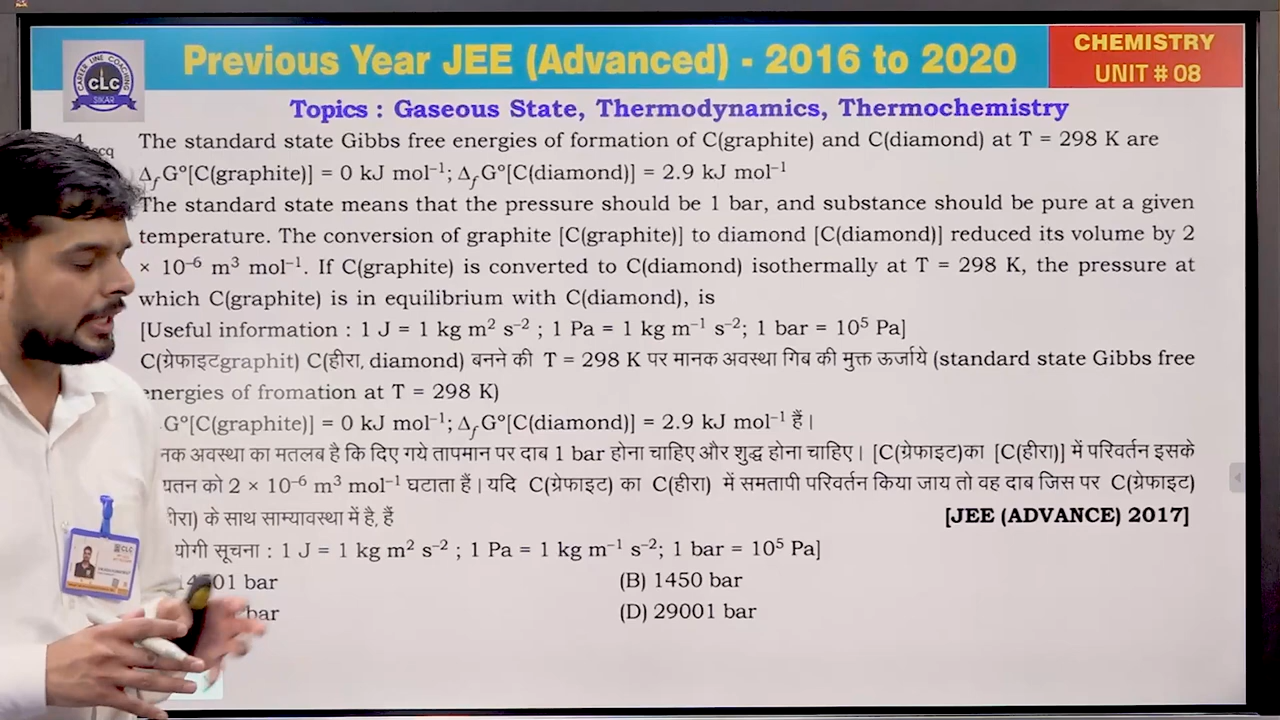 Previous Year JEE (Advanced) - 2016 to 2020
CHEMISTRY
UNIT # 08
CLC
SIKAR
Topics : Gaseous State, Thermodynamics, Thermochemistry
The standard state Gibbs free energies of formation of C(graphite) and C(diamond) at T = 298 K are
ΔfG°[C(graphite)] = 0 kJ mol⁻¹; ΔfG°[C(diamond)] = 2.9 kJ mol⁻¹
The standard state means that the pressure should be 1 bar, and substance should be pure at a given
temperature. The conversion of graphite [C(graphite)] to diamond [C(diamond)] reduced its volume by 2
× 10⁻⁶ m³ mol⁻¹. If C(graphite) is converted to C(diamond) isothermally at T = 298 K, the pressure at
which C(graphite) is in equilibrium with C(diamond), is
[Useful information : 1 J = 1 kg m² s⁻² ; 1 Pa = 1 kg m⁻¹ s⁻²; 1 bar = 10⁵ Pa]
C(ग्रेफाइटgraphit) C(हीरा, diamond) बनने की T = 298 K पर मानक अवस्था गिब की मुक्त ऊर्जाये (standard state Gibbs free
energies of fromation at T = 298 K)
G°[C(graphite)] = 0 kJ mol⁻¹; ΔfG°[C(diamond)] = 2.9 kJ mol⁻¹ हैं।
अवस्था का मतलब है कि दिए गये तापमान पर दाब 1 bar होना चाहिए और शुद्ध होना चाहिए। [C(ग्रेफाइट)का [C(हीरा)] में परिवर्तन इसके
को 2 × 10⁻⁶ m³ mol⁻¹ घटाता हैं। यदि C(ग्रेफाइट) का C(हीरा) में समतापी परिवर्तन किया जाय तो वह दाब जिस पर C(ग्रेफाइट)
के साथ साम्यावस्था में है, हैं
[JEE (ADVANCE) 2017]
सूचना : 1 J = 1 kg m² s⁻² ; 1 Pa = 1 kg m⁻¹ s⁻²; 1 bar = 10⁵ Pa]
bar
(B) 1450 bar
bar
(D) 29001 bar
CLC